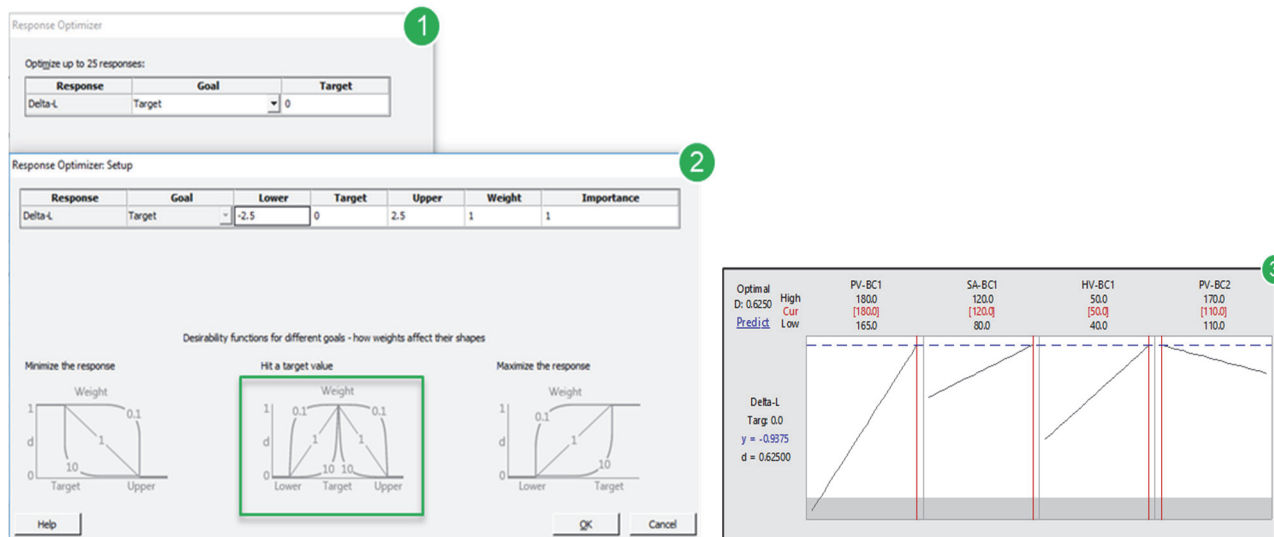 Response Optimizer
1
Optimize up to 25 responses:
Response Goal Target
Delta-L Target 0
Response Optimizer: Setup
2
Response Goal Lower Target Upper Weight Importance
Delta-L Target -2.5 0 2.5 1 1
Desirability functions for different goals - how weights affect their shapes
Minimize the response
Weight
1
0.1
d
1
10
0
Target Upper
Hit a target value
Weight
1
0.1 0.1
d
1 1
10 10
0
Lower Target Upper
Maximize the response
Weight
1
0.1
d
1
10
0
Lower Target
Help OK Cancel
3
Optimal
D: 0.6250
Predict
High
Cur
Low
PV-BC1
180.0
[180.0]
165.0
SA-BC1
120.0
[120.0]
80.0
HV-BC1
50.0
[50.0]
40.0
PV-BC2
170.0
[110.0]
110.0
Delta-L
Targ: 0.0
y = -0.9375
d = 0.62500